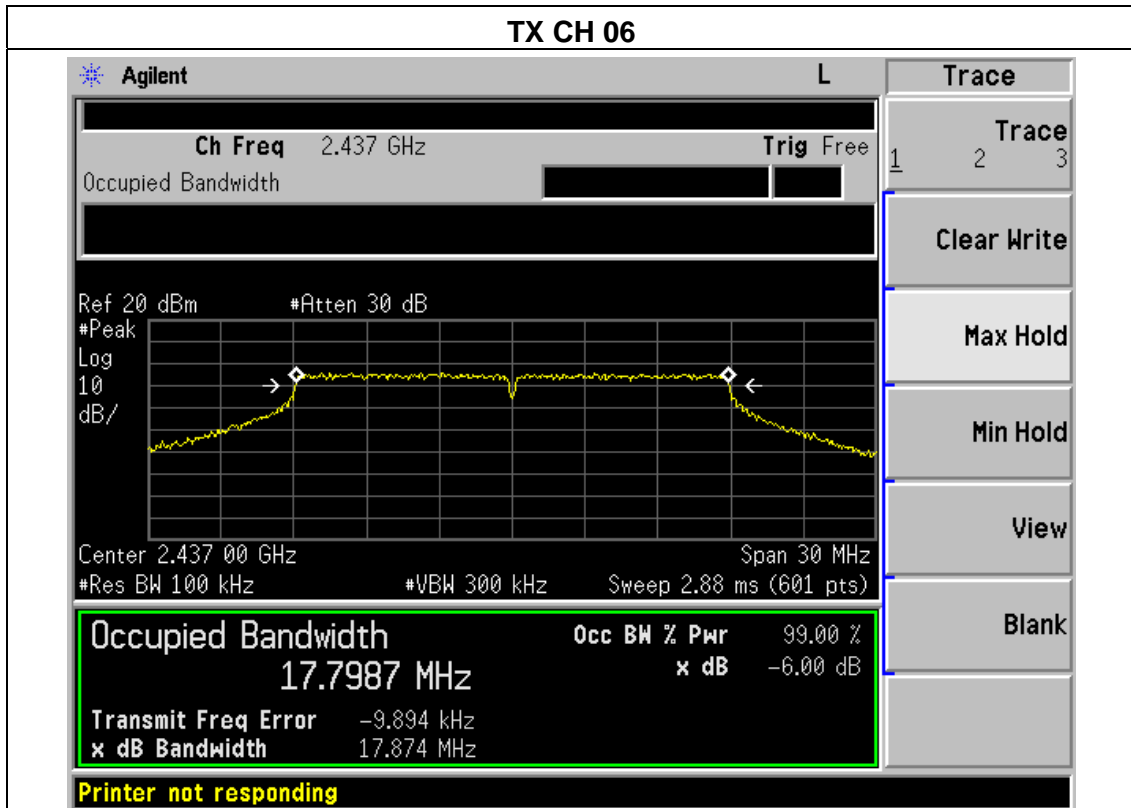 TX CH 06
Agilent L Trace
Ch Freq 2.437 GHz Trig Free
Occupied Bandwidth
Trace
1 2 3
Clear Write
Max Hold
Min Hold
View
Blank
Ref 20 dBm #Atten 30 dB
#Peak
Log
10
dB/
Center 2.437 00 GHz Span 30 MHz
#Res BW 100 kHz #VBW 300 kHz Sweep 2.88 ms (601 pts)
Occupied Bandwidth Occ BW % Pwr 99.00 %
17.7987 MHz x dB -6.00 dB
Transmit Freq Error -9.894 kHz
x dB Bandwidth 17.874 MHz
Printer not responding